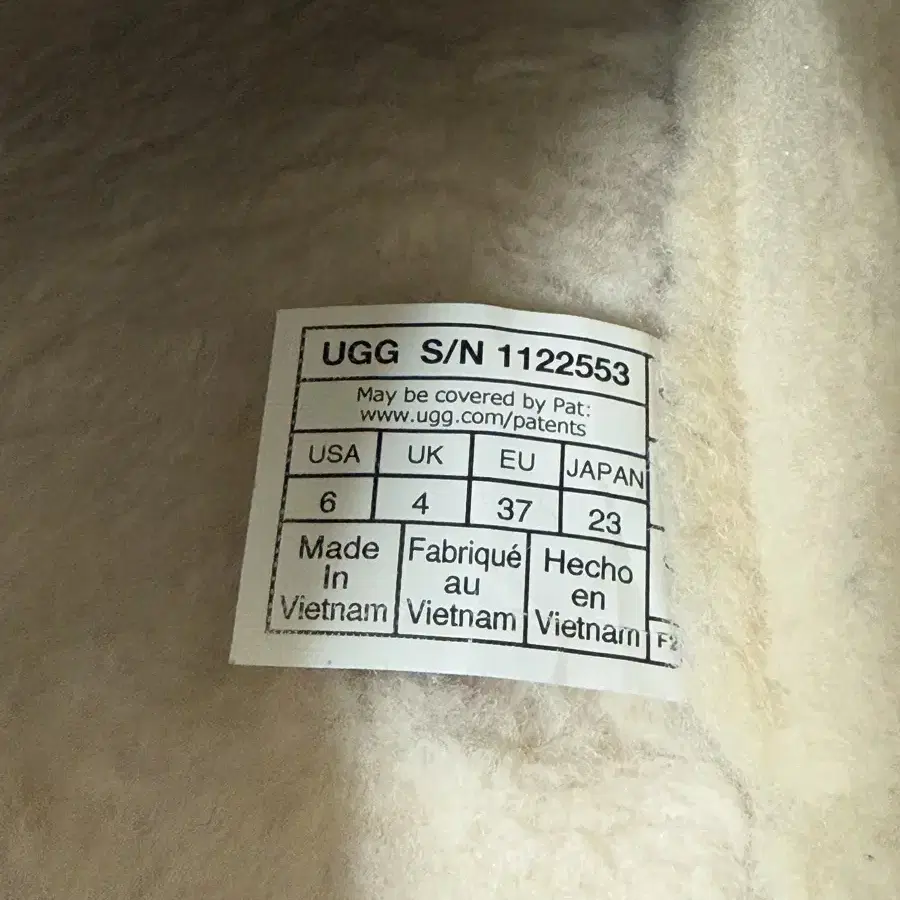 UGG S/N 1122553
May be covered by Pat:
www.ugg.com/patents
USA UK EU JAPAN
6 4 37 23
Made In Vietnam
Fabriqué au Vietnam
Hecho en Vietnam